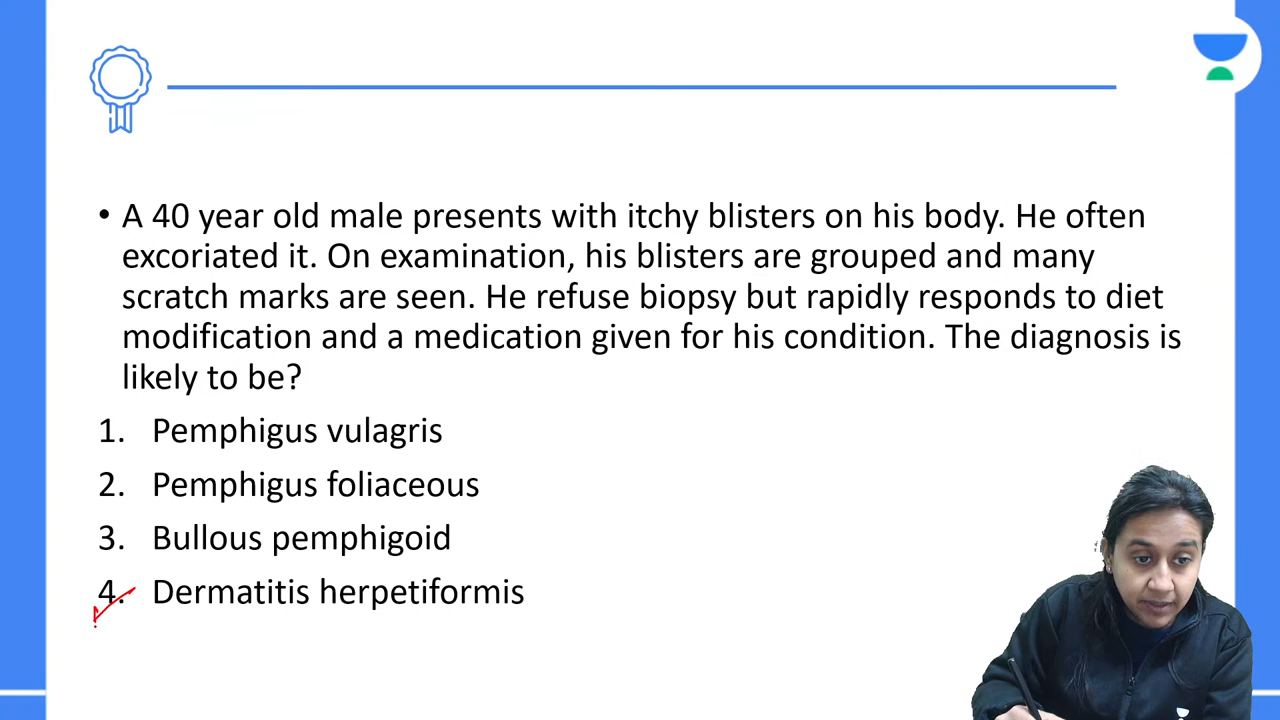 • A 40 year old male presents with itchy blisters on his body. He often
excoriated it. On examination, his blisters are grouped and many
scratch marks are seen. He refuse biopsy but rapidly responds to diet
modification and a medication given for his condition. The diagnosis is
likely to be?
1. Pemphigus vulagris
2. Pemphigus foliaceous
3. Bullous pemphigoid
4. Dermatitis herpetiformis